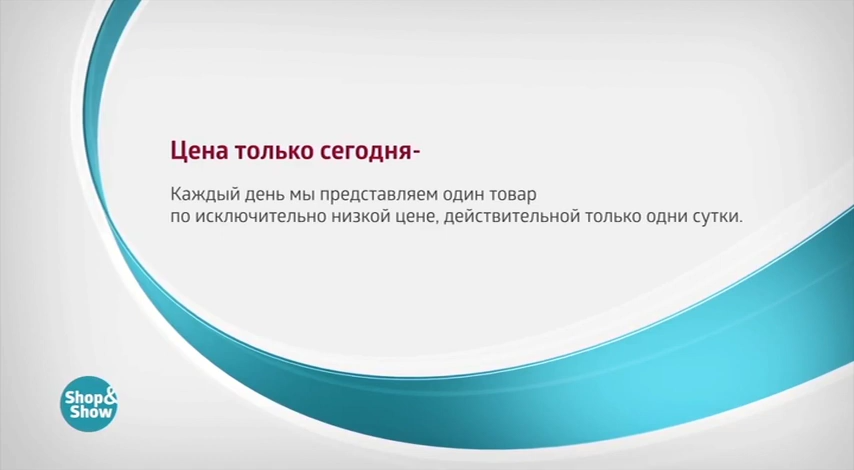 Цена только сегодня-
Каждый день мы представляем один товар
по исключительно низкой цене, действительной только одни сутки.
Shop&
Show